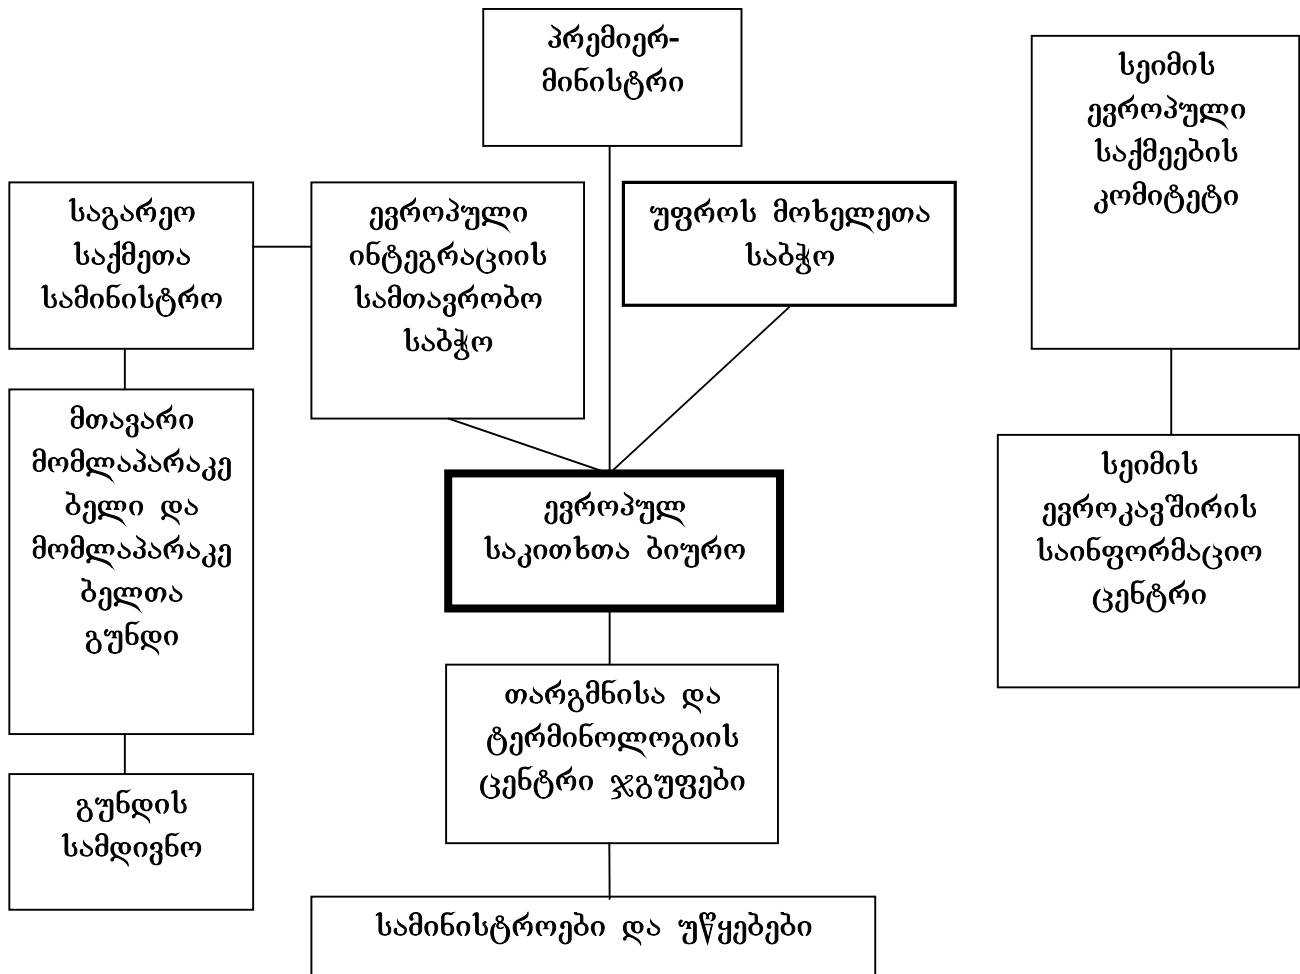 პრემიერ-
მინისტრი
სეიმის
ევროპული
საქმეების
კომიტეტი
საგარეო
საქმეთა
სამინისტრო
ევროპული
ინტეგრაციის
სამთავრობო
საბჭო
უფროს მოხელეთა
საბჭო
მთავარი
მომლაპარაკე
ბელი და
მომლაპარაკე
ბელთა
გუნდი
სეიმის
ევროკავშირის
საინფორმაციო
ცენტრი
ევროპულ
საკითხთა ბიურო
თარგმნისა და
ტერმინოლოგიის
ცენტრი ჯგუფები
გუნდის
სამდივნო
სამინისტროები და უწყებები